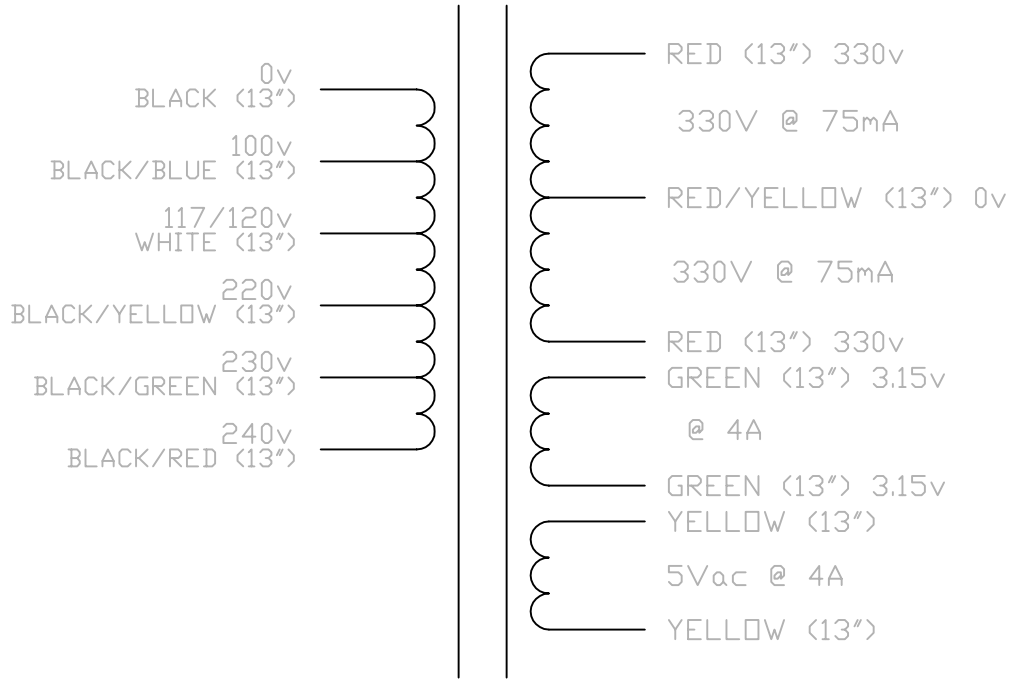 0v
BLACK (13")
100v
BLACK/BLUE (13")
117/120v
WHITE (13")
220v
BLACK/YELLOW (13")
230v
BLACK/GREEN (13")
240v
BLACK/RED (13")
RED (13") 330v
330V @ 75mA
RED/YELLOW (13") 0v
330V @ 75mA
RED (13") 330v
GREEN (13") 3.15v
@ 4A
GREEN (13") 3.15v
YELLOW (13")
5Vac @ 4A
YELLOW (13")